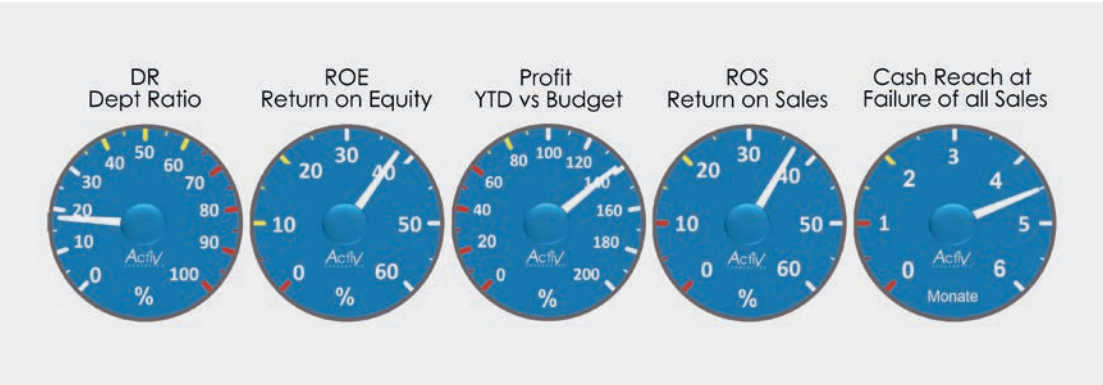 DR
Dept Ratio
0 10 20 30 40 50 60 70 80 90 100
Activ
%
ROE
Return on Equity
0 10 20 30 40 50 60
Activ
%
Profit
YTD vs Budget
0 20 40 60 80 100 120 140 160 180 200
Activ
%
ROS
Return on Sales
0 10 20 30 40 50 60
Activ
%
Cash Reach at
Failure of all Sales
0 1 2 3 4 5 6
Activ
Monate